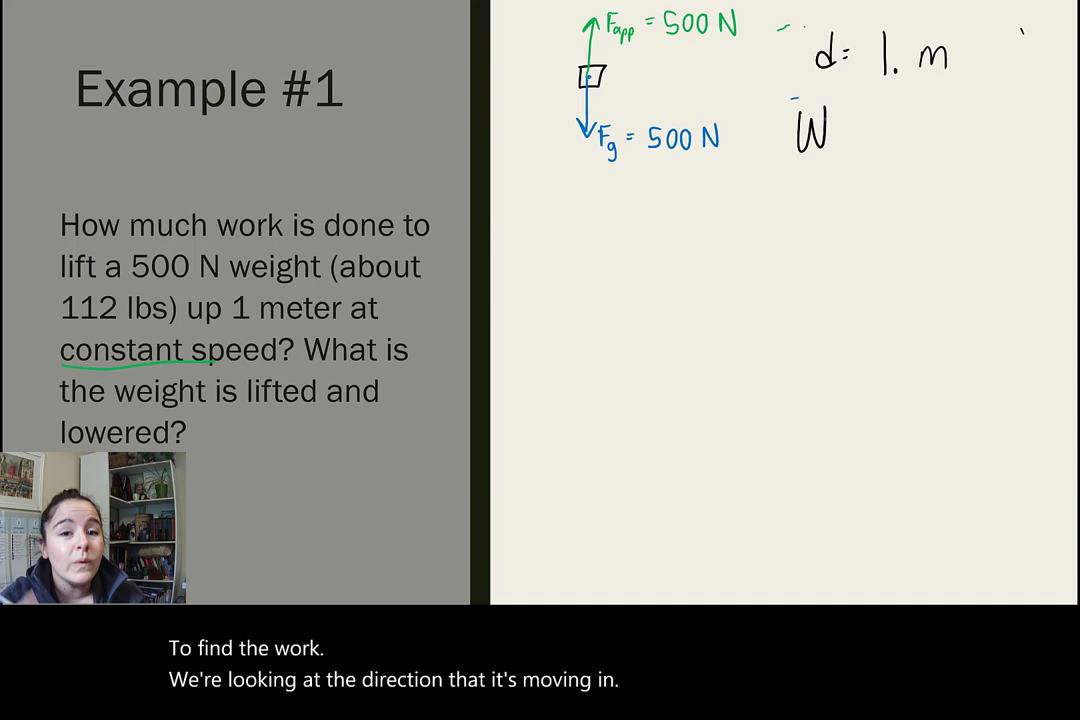 Example #1
How much work is done to
lift a 500 N weight (about
112 lbs) up 1 meter at
constant speed? What is
the weight is lifted and
lowered?
Fapp = 500 N
Fg = 500 N
d= 1. m
W
To find the work.
We're looking at the direction that it's moving in.